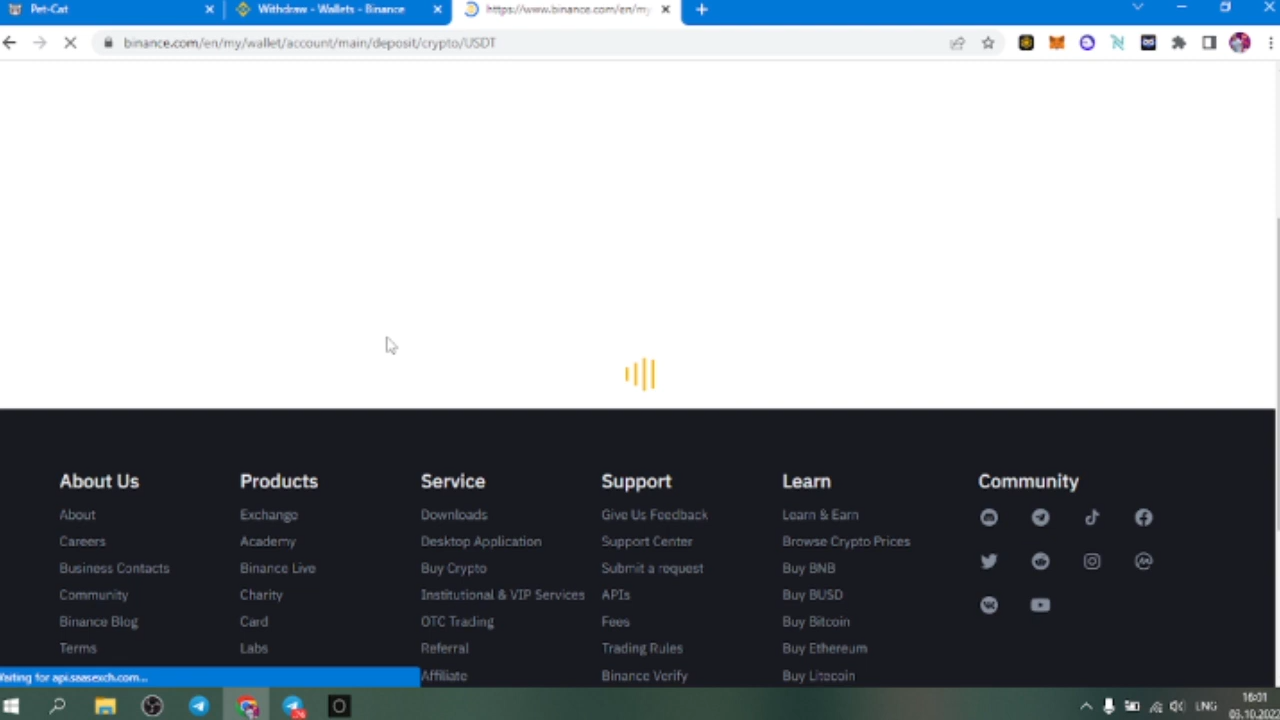 Pet-Cat
Withdraw - Wallets - Binance
https://www.binance.com/en/my
binance.com/en/my/wallet/account/main/deposit/crypto/USDT
About Us
Products
Service
Support
Learn
Community
About
Exchange
Downloads
Give Us Feedback
Learn & Earn
Careers
Academy
Desktop Application
Support Center
Browse Crypto Prices
Business Contacts
Binance Live
Buy Crypto
Submit a request
Buy BNB
Community
Charity
Institutional & VIP Services
APIs
Buy BUSD
Binance Blog
Card
OTC Trading
Fees
Buy Bitcoin
Terms
Labs
Referral
Trading Rules
Buy Ethereum
Affiliate
Binance Verify
Buy Litecoin
Waiting for api.saasexch.com...
ENG
16:01